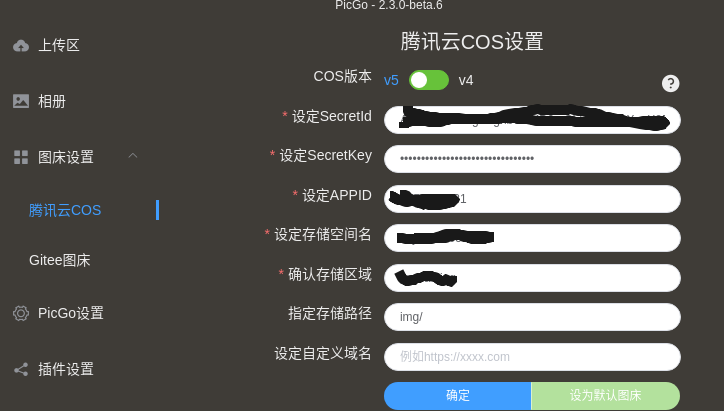 PicGo - 2.3.0-beta.6
上传区
相册
图床设置
腾讯云COS
Gitee图床
PicGo设置
插件设置
腾讯云COS设置
COS版本 v5 v4
* 设定SecretId
* 设定SecretKey ••••••••••••••••••••••••••••••••
* 设定APPID
* 设定存储空间名
* 确认存储区域
指定存储路径 img/
设定自定义域名 例如https://xxxx.com
确定 设为默认图床